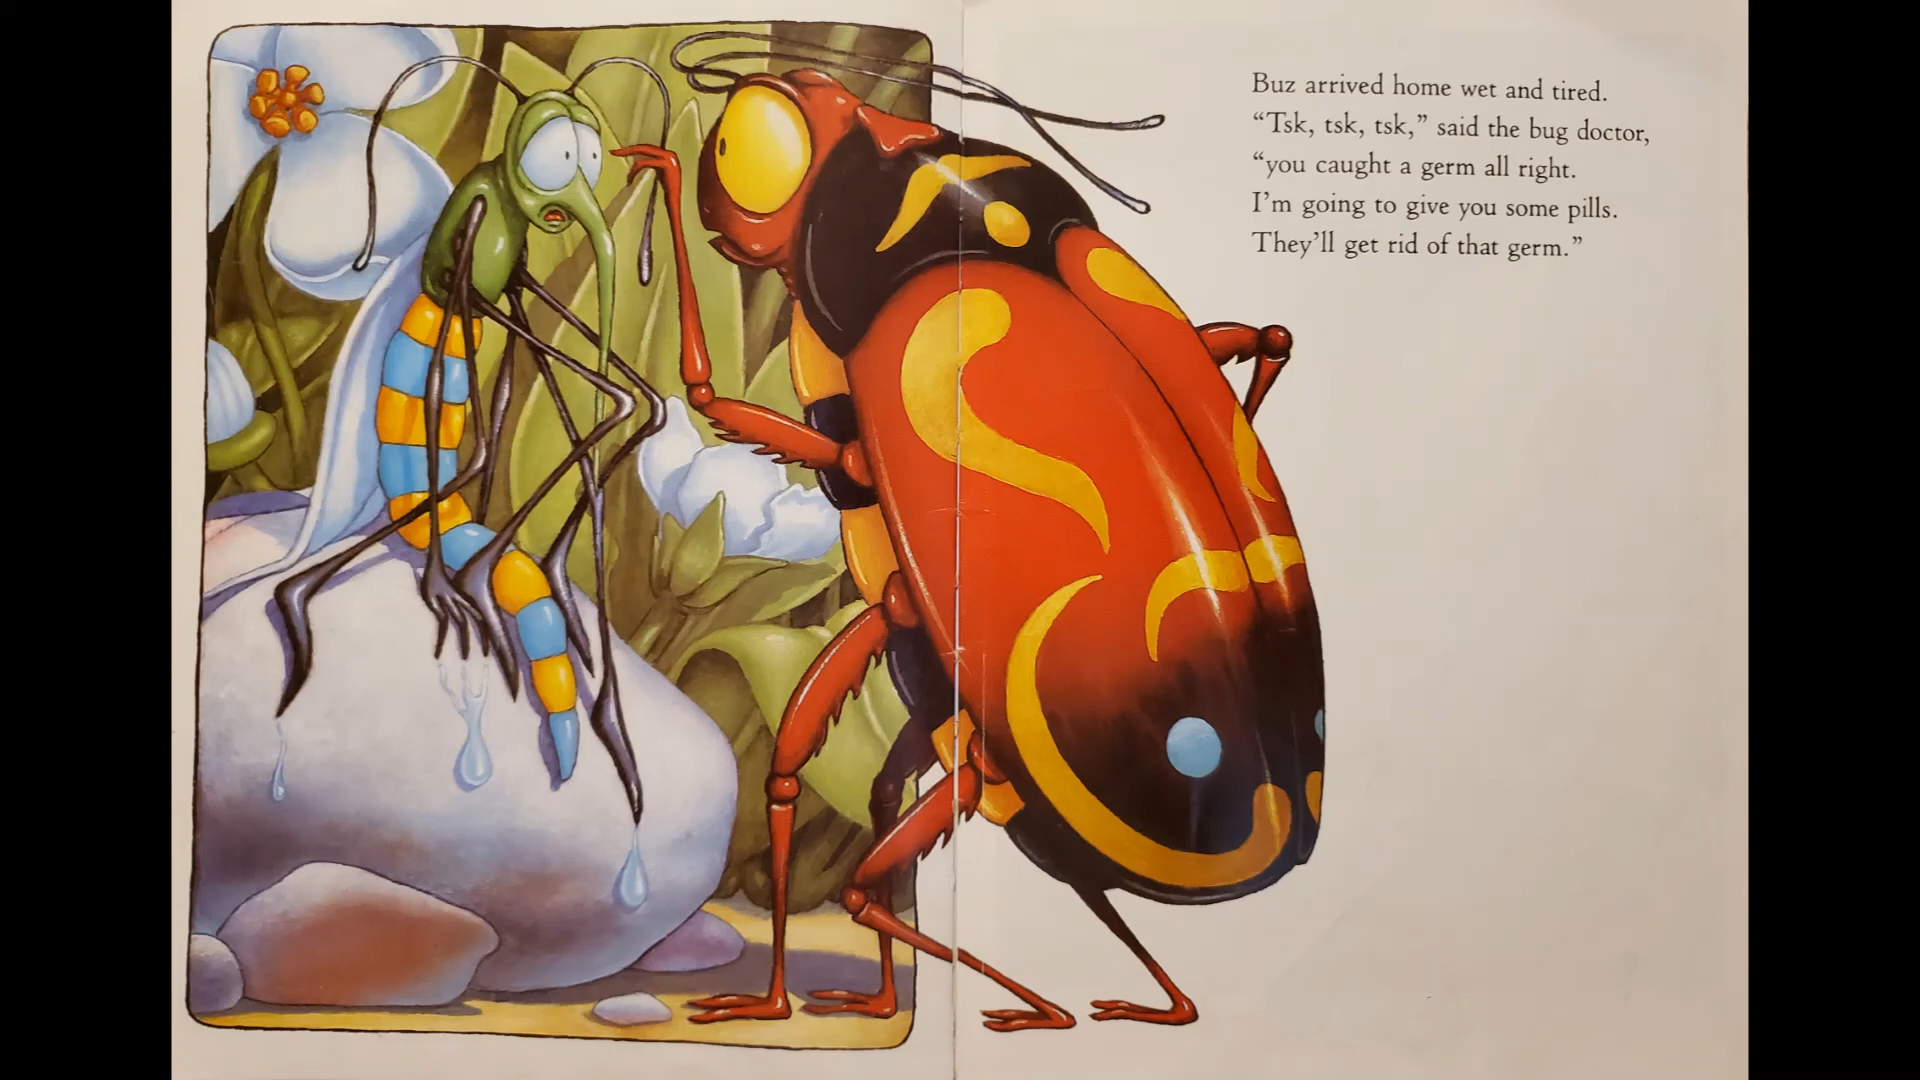 Buz arrived home wet and tired.
“Tsk, tsk, tsk,” said the bug doctor,
“you caught a germ all right.
I’m going to give you some pills.
They’ll get rid of that germ.”